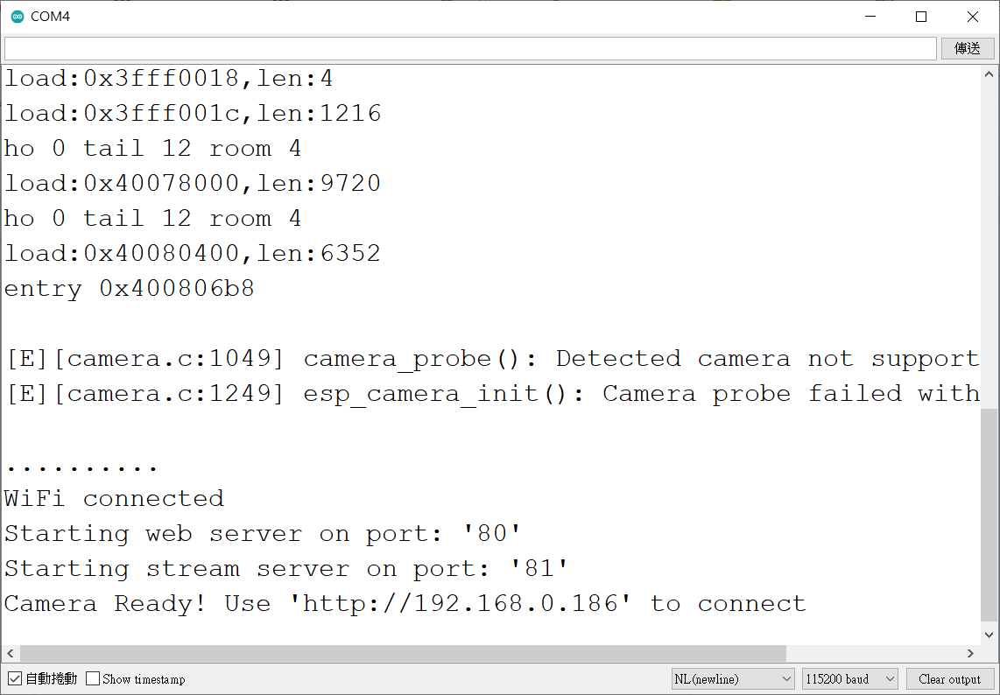 COM4
傳送
load:0x3fff0018,len:4
load:0x3fff001c,len:1216
ho 0 tail 12 room 4
load:0x40078000,len:9720
ho 0 tail 12 room 4
load:0x40080400,len:6352
entry 0x400806b8
[E][camera.c:1049] camera_probe(): Detected camera not support
[E][camera.c:1249] esp_camera_init(): Camera probe failed with
..........
WiFi connected
Starting web server on port: '80'
Starting stream server on port: '81'
Camera Ready! Use 'http://192.168.0.186' to connect
自動捲動 Show timestamp NL(newline) 115200 baud Clear output